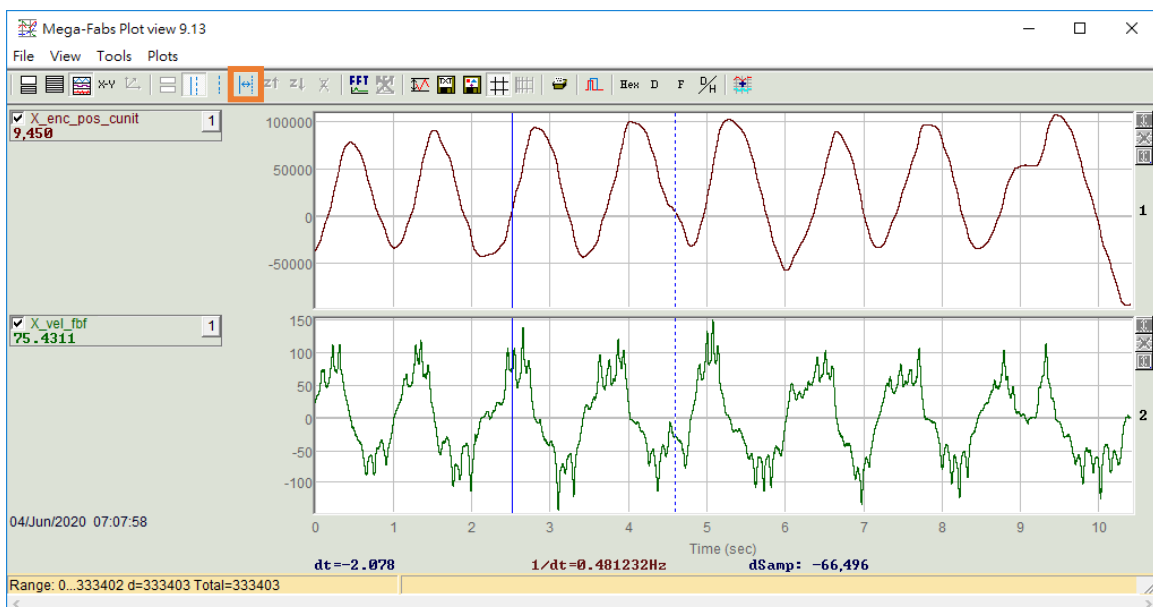 Mega-Fabs Plot view 9.13
File View Tools Plots
X-Y Z↑ Z↓ X FFT TXT Hex D F D/H
X_enc_pos_cunit 1
9,450
100000
50000
0
-50000
1
X_vel_fbf 1
75.4311
150
100
50
0
-50
-100
2
04/Jun/2020 07:07:58
0 1 2 3 4 5 6 7 8 9 10
Time (sec)
dt=-2.078 1/dt=0.481232Hz dSamp: -66,496
Range: 0...333402 d=333403 Total=333403